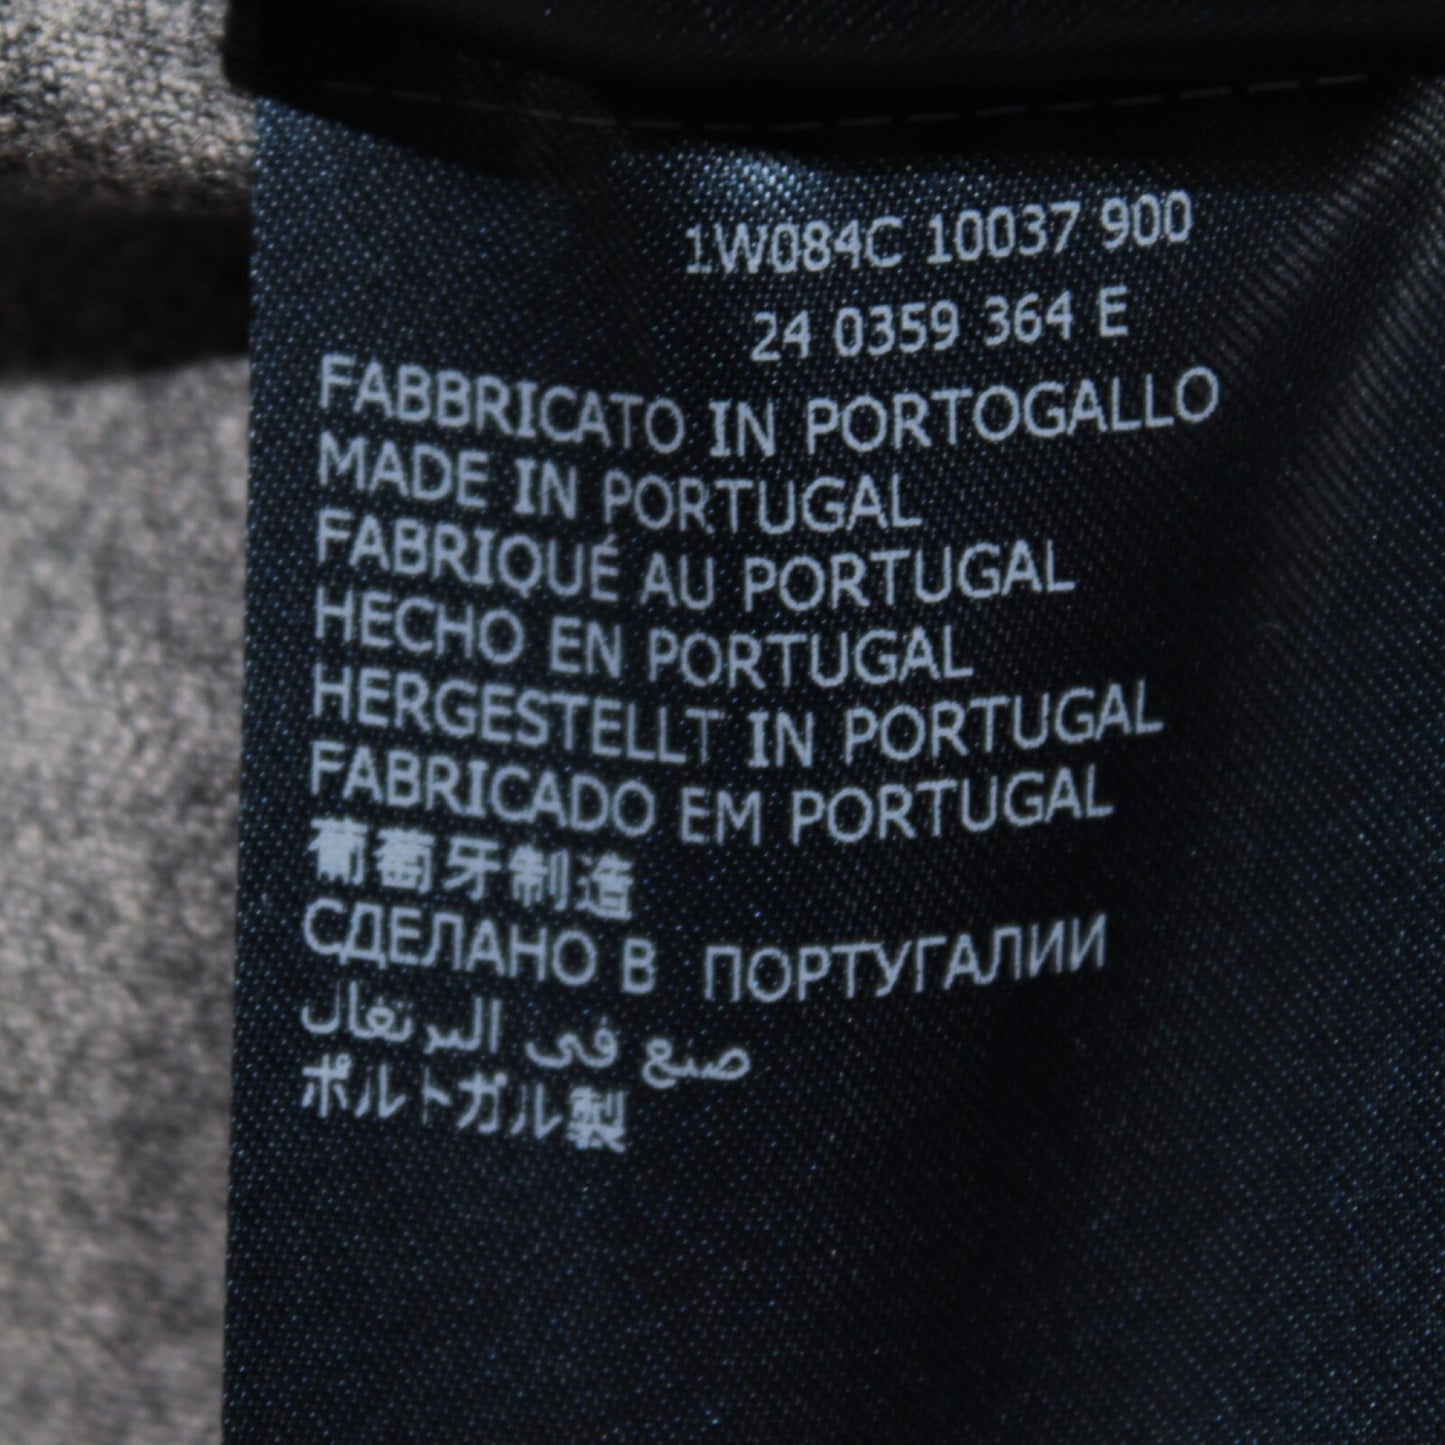 1W084C 10037 900
24 0359 364 E
FABBRICATO IN PORTOGALLO
MADE IN PORTUGAL
FABRIQUÉ AU PORTUGAL
HECHO EN PORTUGAL
HERGESTELLT IN PORTUGAL
FABRICADO EM PORTUGAL
葡萄牙制造
СДЕЛАНО В ПОРТУГАЛИИ
صنع في البرتغال
ポルトガル製